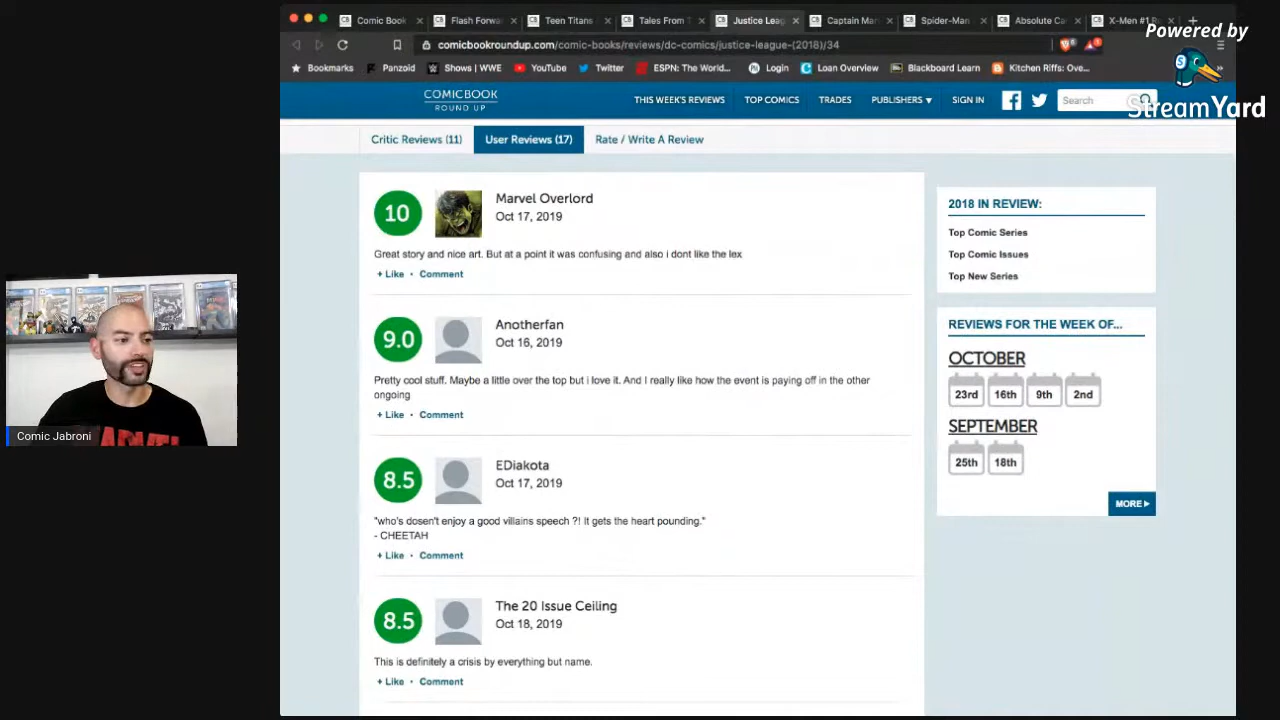 Comic Book
Flash Forwa
Teen Titans
Tales From T
Justice Leag
Captain Mar
Spider-Man
Absolute Ca
X-Men #1 R
Powered by
comicbookroundup.com/comic-books/reviews/dc-comics/justice-league-(2018)/34
Bookmarks
Panzoid
Shows | WWE
YouTube
Twitter
ESPN: The World...
Login
Loan Overview
Blackboard Learn
Kitchen Riffs: Ove...
StreamYard
COMICBOOK
ROUND UP
THIS WEEK'S REVIEWS
TOP COMICS
TRADES
PUBLISHERS
SIGN IN
Search
Critic Reviews (11)
User Reviews (17)
Rate / Write A Review
10
Marvel Overlord
Oct 17, 2019
Great story and nice art. But at a point it was confusing and also i dont like the lex
+ Like • Comment
9.0
Anotherfan
Oct 16, 2019
Pretty cool stuff. Maybe a little over the top but i love it. And I really like how the event is paying off in the other
ongoing
+ Like • Comment
8.5
EDiakota
Oct 17, 2019
"who's dosen't enjoy a good villains speech ?! It gets the heart pounding."
- CHEETAH
+ Like • Comment
8.5
The 20 Issue Ceiling
Oct 18, 2019
This is definitely a crisis by everything but name.
+ Like • Comment
2018 IN REVIEW:
Top Comic Series
Top Comic Issues
Top New Series
REVIEWS FOR THE WEEK OF...
OCTOBER
23rd 16th 9th 2nd
SEPTEMBER
25th 18th
MORE
Comic Jabroni